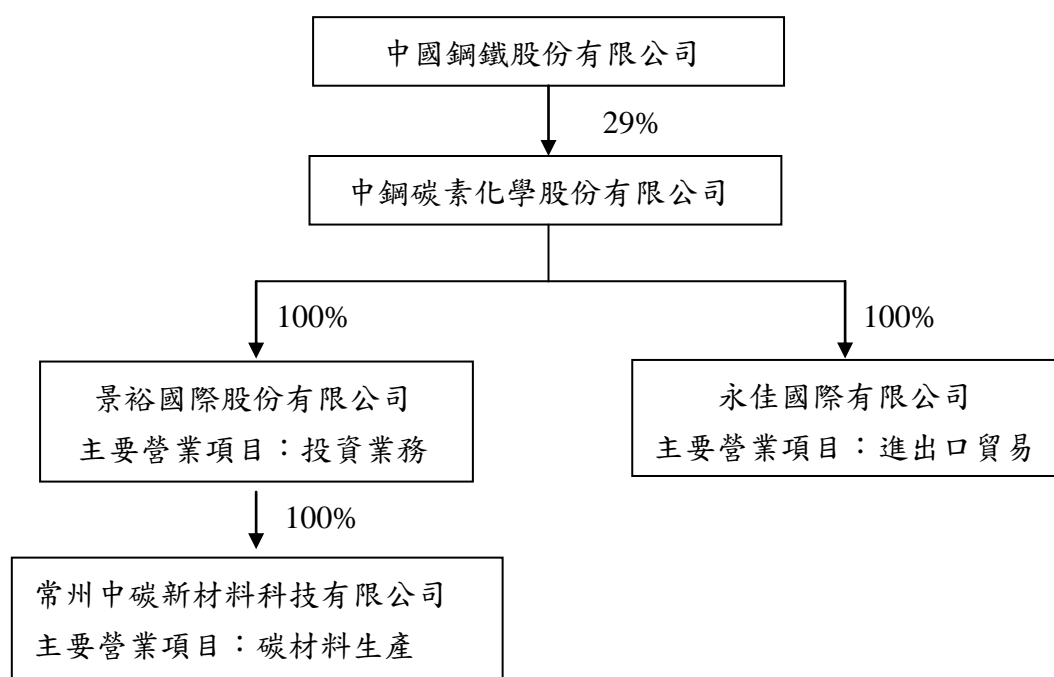 中國鋼鐵股份有限公司
29%
中鋼碳素化學股份有限公司
100%
100%
景裕國際股份有限公司
主要營業項目：投資業務
永佳國際有限公司
主要營業項目：進出口貿易
100%
常州中碳新材料科技有限公司
主要營業項目：碳材料生產